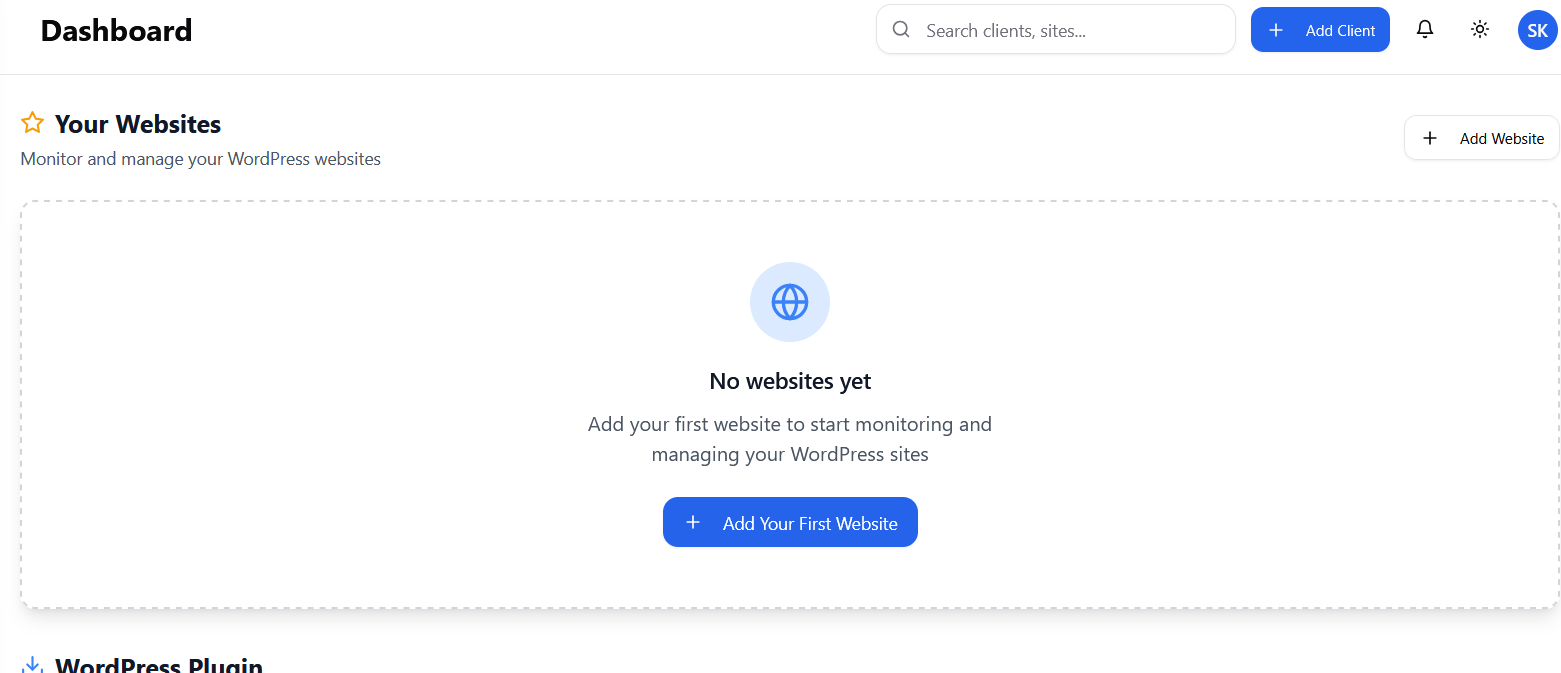 Dashboard
Search clients, sites...
Add Client
SK
Your Websites
Monitor and manage your WordPress websites
Add Website
No websites yet
Add your first website to start monitoring and
managing your WordPress sites
Add Your First Website
WordPress Plugin